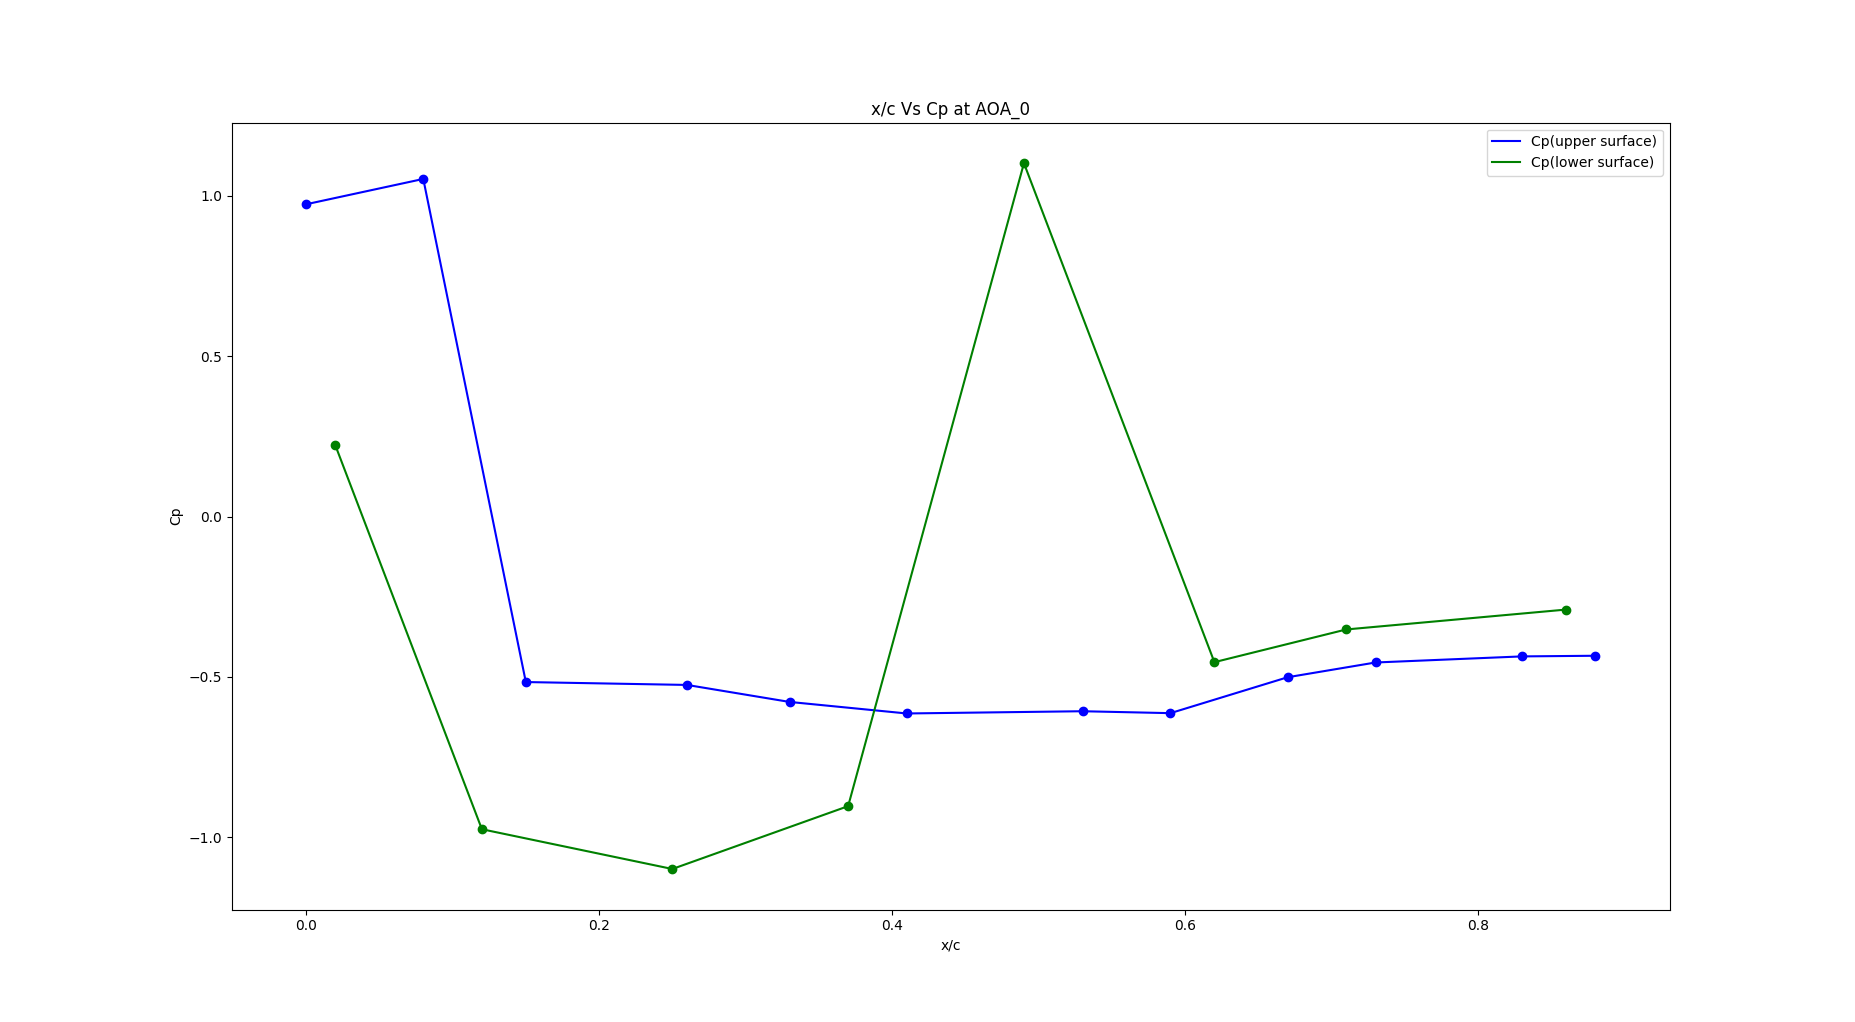 x/c Vs Cp at AOA_0
Cp(upper surface)
Cp(lower surface)
1.0
0.5
0.0
−0.5
−1.0
Cp
0.0 0.2 0.4 0.6 0.8
x/c